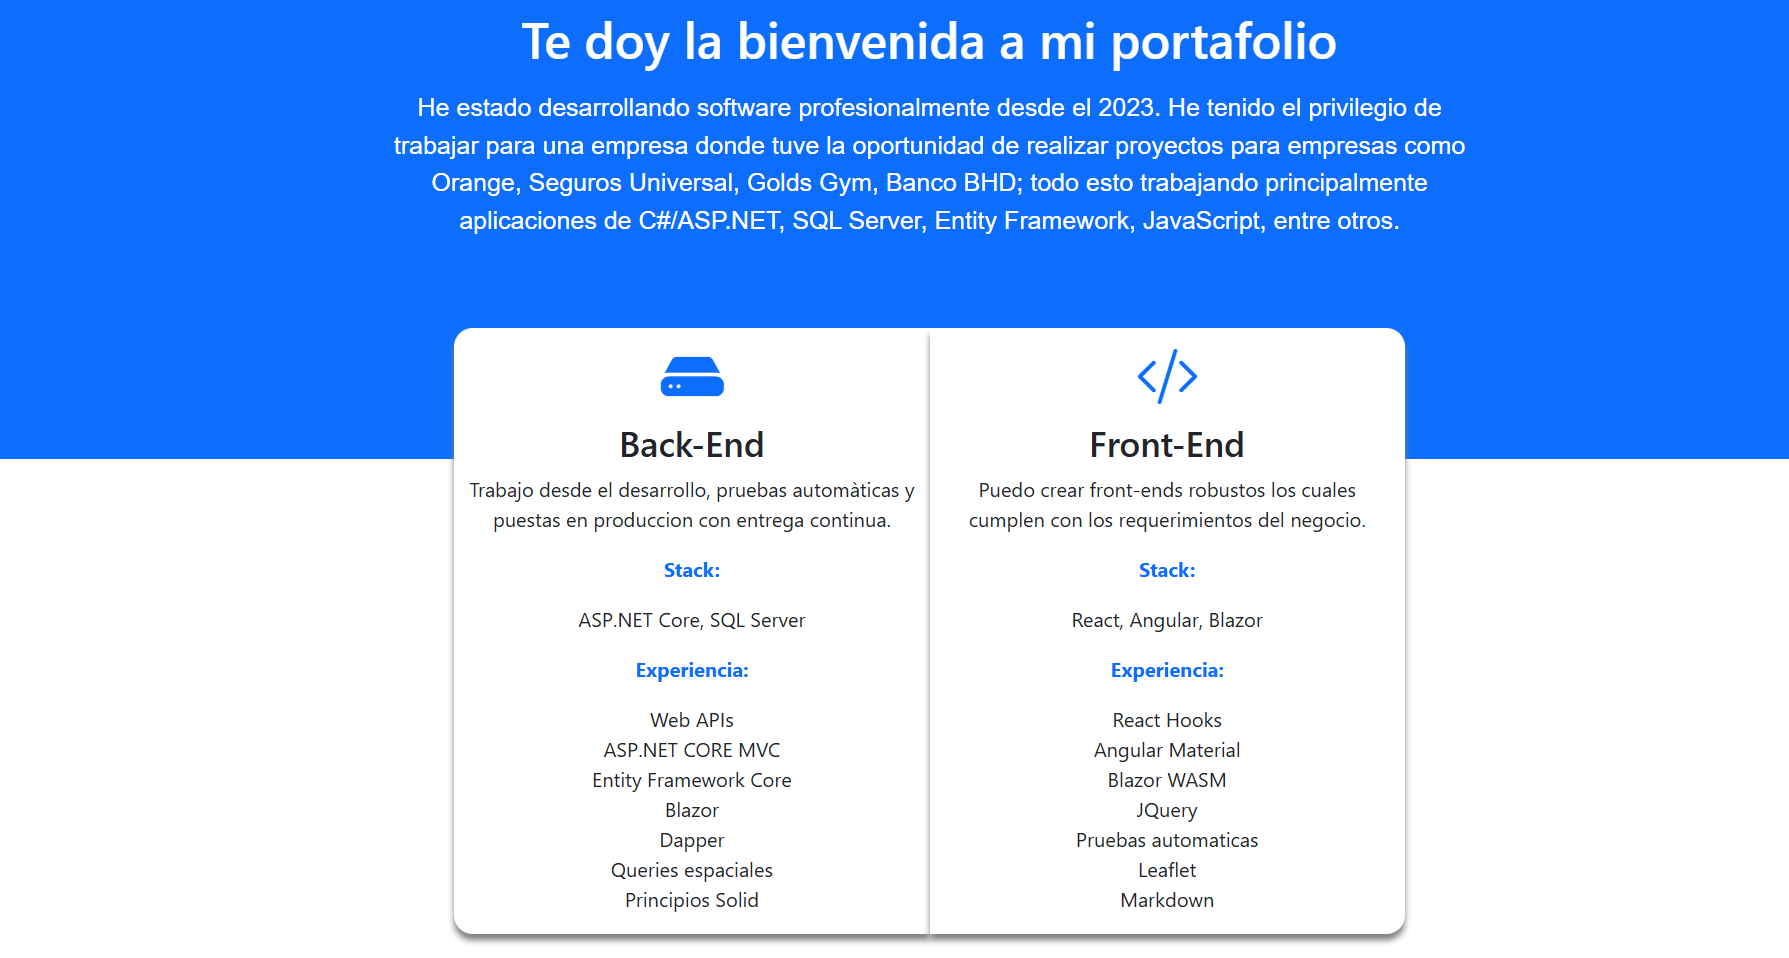 Te doy la bienvenida a mi portafolio
He estado desarrollando software profesionalmente desde el 2023. He tenido el privilegio de
trabajar para una empresa donde tuve la oportunidad de realizar proyectos para empresas como
Orange, Seguros Universal, Golds Gym, Banco BHD; todo esto trabajando principalmente
aplicaciones de C#/ASP.NET, SQL Server, Entity Framework, JavaScript, entre otros.
Back-End
Trabajo desde el desarrollo, pruebas automàticas y
puestas en produccion con entrega continua.
Stack:
ASP.NET Core, SQL Server
Experiencia:
Web APIs
ASP.NET CORE MVC
Entity Framework Core
Blazor
Dapper
Queries espaciales
Principios Solid
Front-End
Puedo crear front-ends robustos los cuales
cumplen con los requerimientos del negocio.
Stack:
React, Angular, Blazor
Experiencia:
React Hooks
Angular Material
Blazor WASM
JQuery
Pruebas automaticas
Leaflet
Markdown